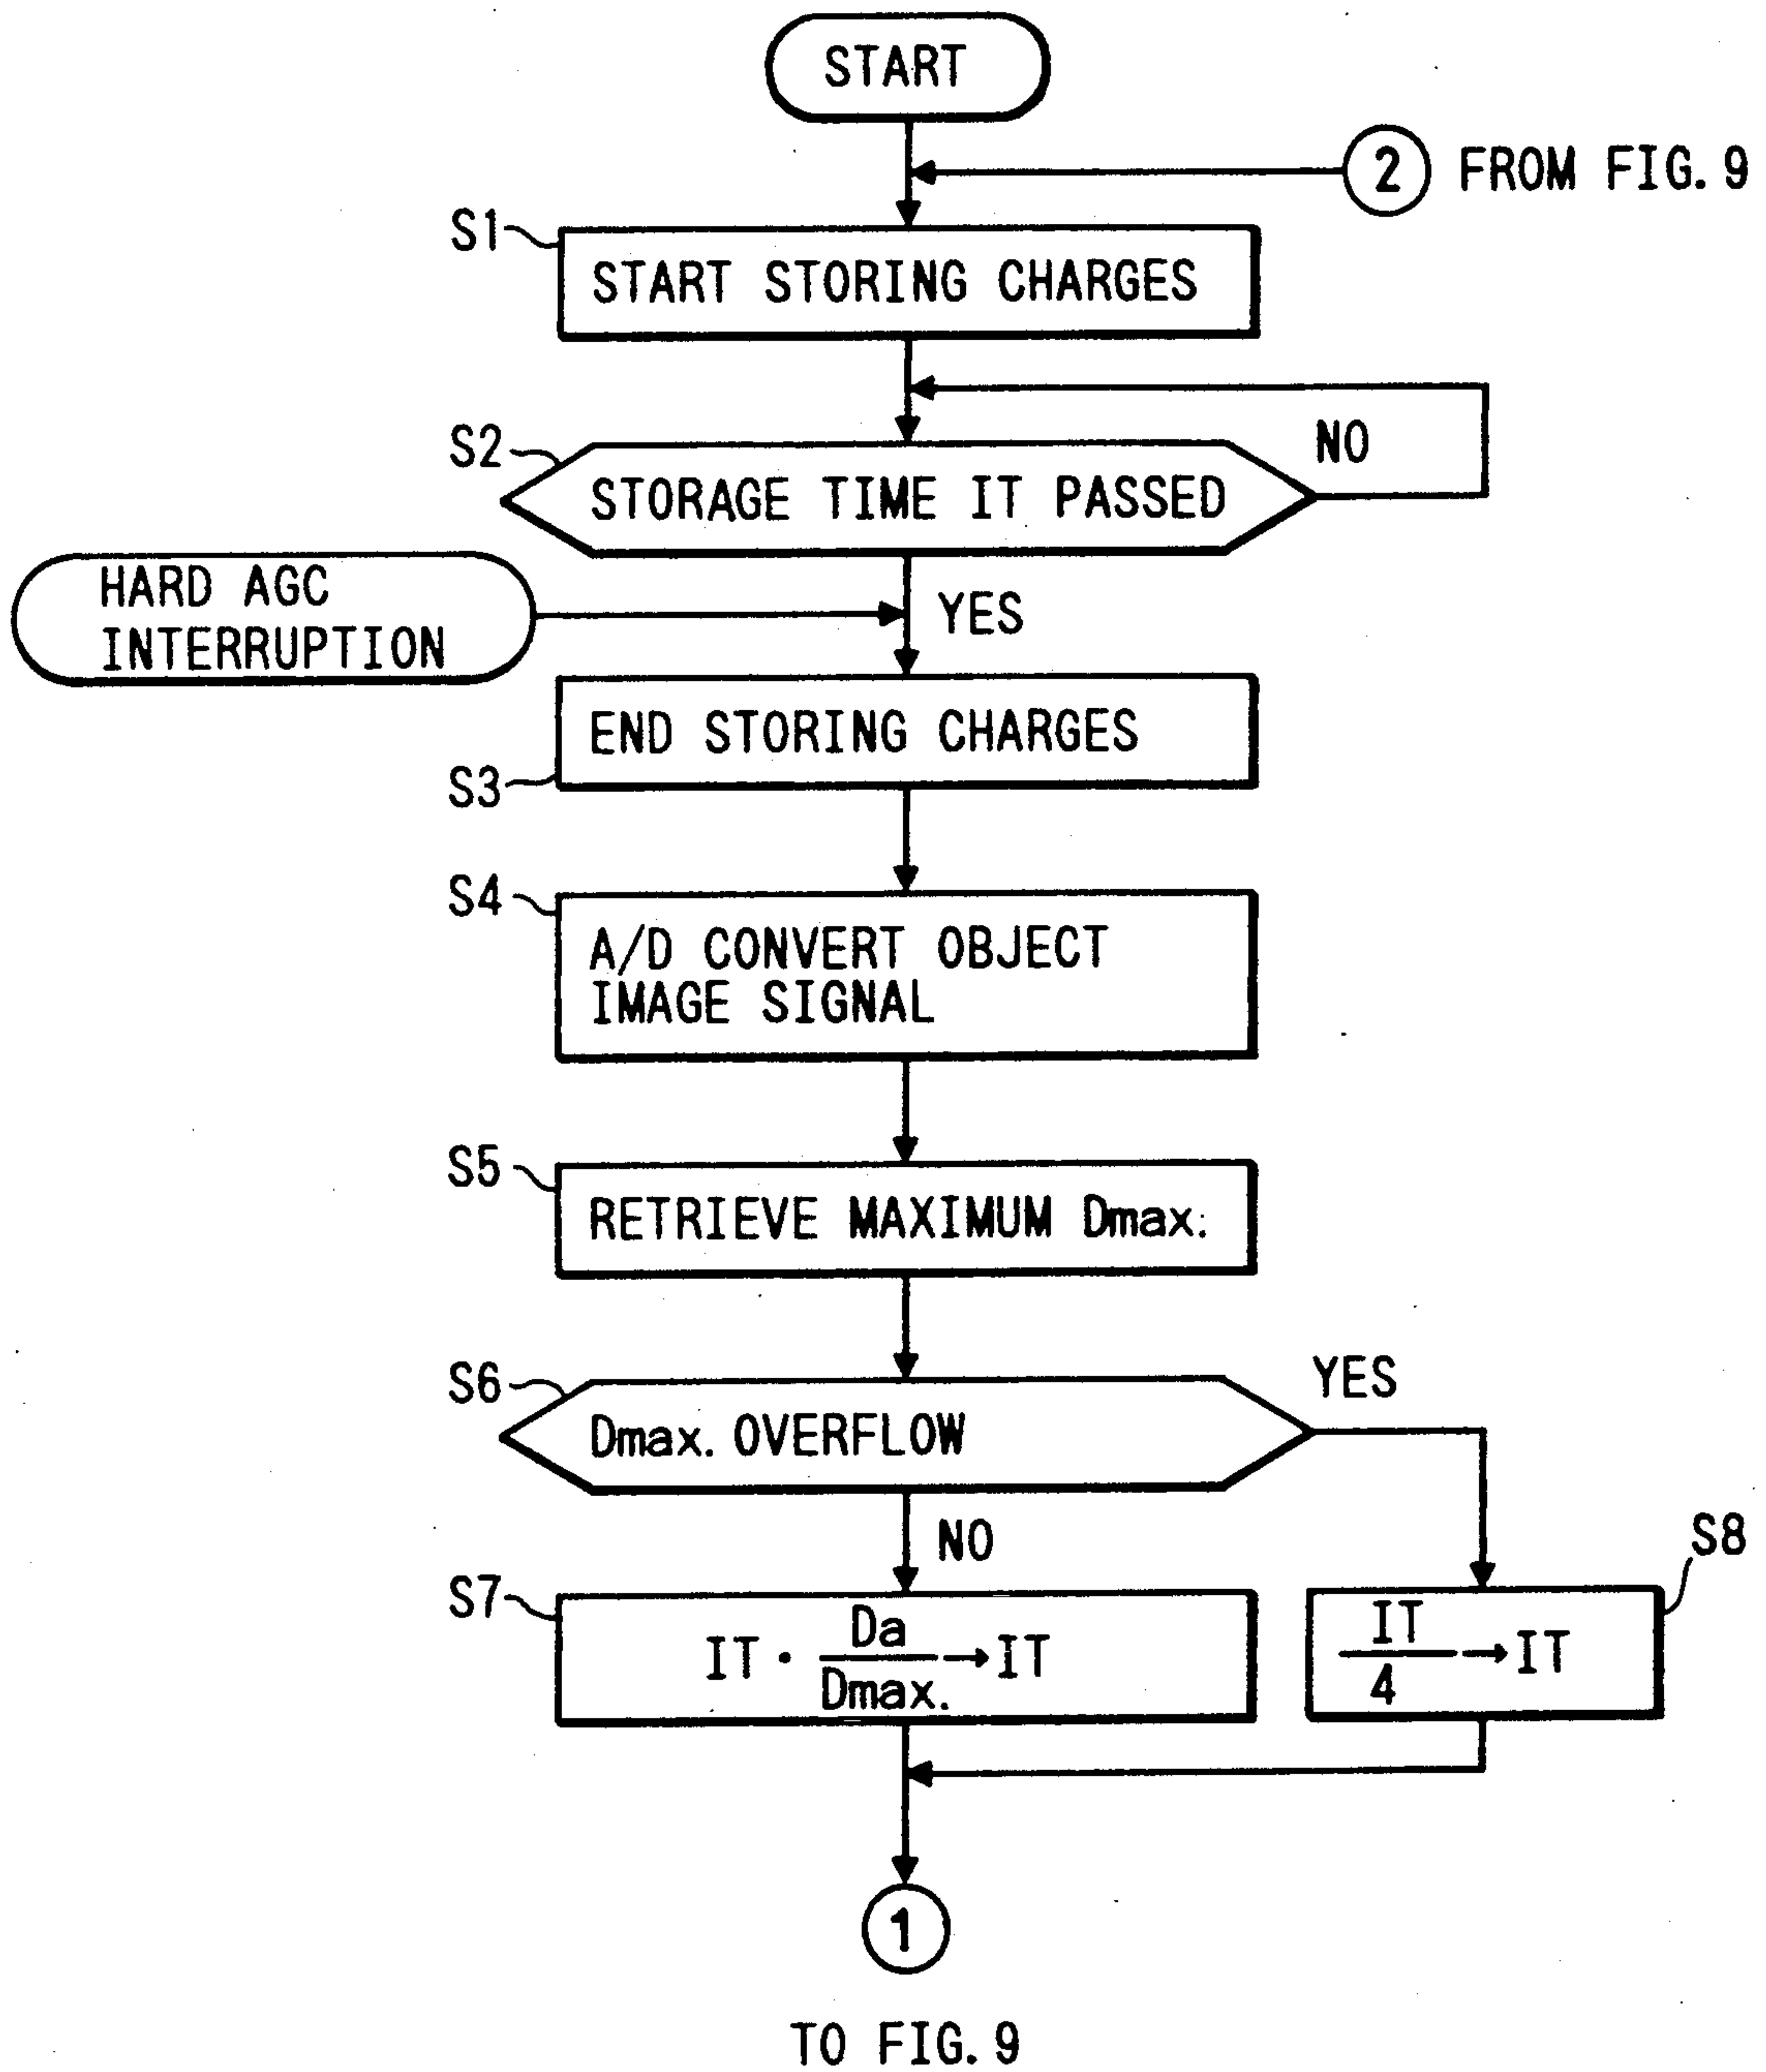 START
2 FROM FIG. 9
S1
START STORING CHARGES
S2
NO
STORAGE TIME IT PASSED
HARD AGC
INTERRUPTION
YES
END STORING CHARGES
S3
S4
A/D CONVERT OBJECT
IMAGE SIGNAL
S5
RETRIEVE MAXIMUM Dmax.
S6
YES
Dmax. OVERFLOW
NO
S7
S8
IT · Da/Dmax. → IT
IT/4 → IT
1
TO FIG. 9